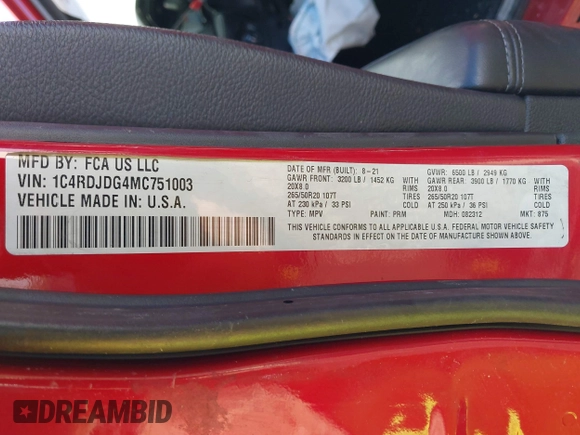 MFD BY: FCA US LLC
VIN: 1C4RDJDG4MC751003
VEHICLE MADE IN: U.S.A.
DATE OF MFR (BUILT): 8-21
GAWR FRONT: 3200 LB / 1452 KG
WITH
20X8.0 RIMS
265/50R20 107T TIRES
AT 230 kPa / 33 PSI COLD
TYPE: MPV PAINT: PRM
GVWR: 6500 LB / 2949 KG
GAWR REAR: 3900 LB / 1770 KG
WITH
20X8.0 RIMS
265/50R20 107T TIRES
AT 250 kPa / 36 PSI COLD
MDH: 082312 MKT: 875
THIS VEHICLE CONFORMS TO ALL APPLICABLE U.S.A. FEDERAL MOTOR VEHICLE SAFETY
STANDARDS IN EFFECT ON THE DATE OF MANUFACTURE SHOWN ABOVE.
DREAMBID